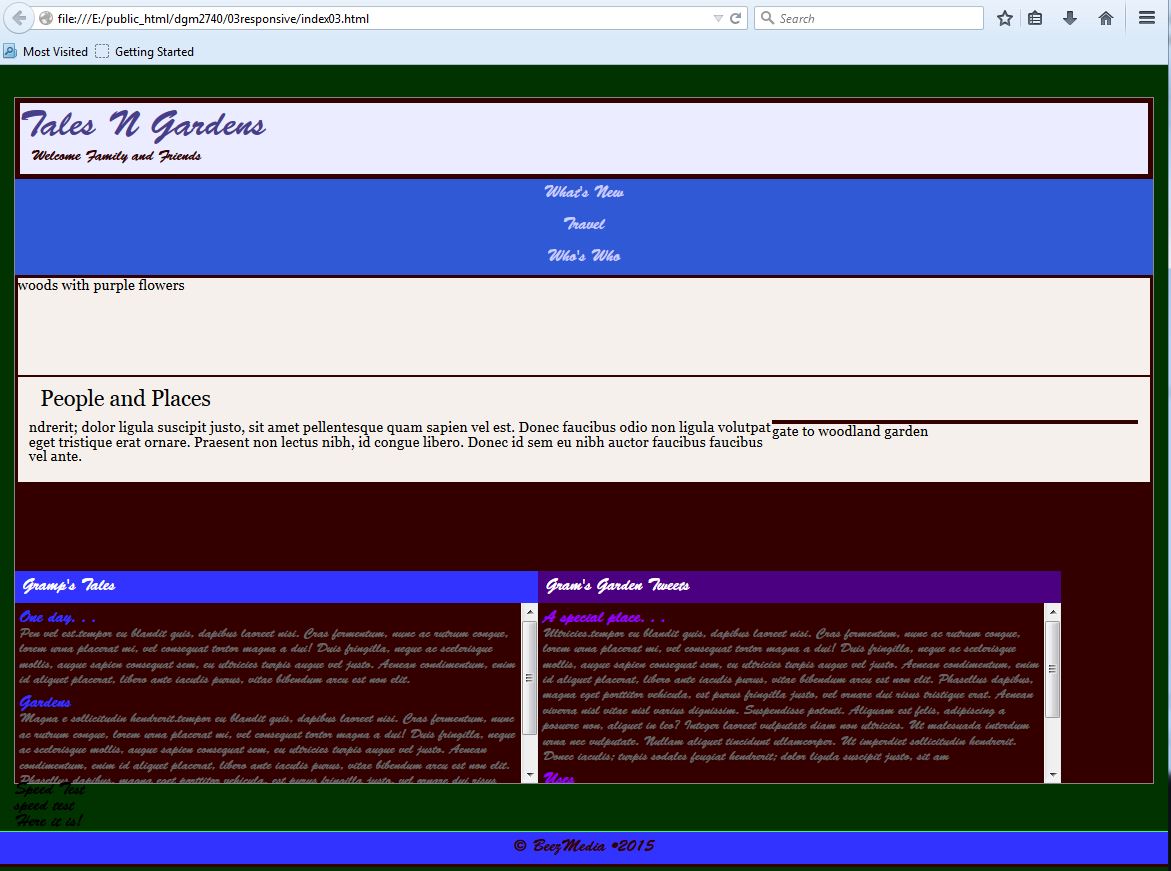 file:///E:/public_html/dgm2740/03responsive/index03.html
Search
Most Visited
Getting Started
Tales N Gardens
Welcome Family and Friends
What's New
Travel
Who's Who
woods with purple flowers
People and Places
ndrerit; dolor ligula suscipit justo, sit amet pellentesque quam sapien vel est. Donec faucibus odio non ligula volutpat
eget tristique erat ornare. Praesent non lectus nibh, id congue libero. Donec id sem eu nibh auctor faucibus faucibus
vel ante.
gate to woodland garden
Gramp's Tales
One day. . .
Pen vel est.tempor eu blandit quis, dapibus laoreet nisi. Cras fermentum, nunc ac rutrum congue,
lorem urna placerat mi, vel consequat tortor magna a dui! Duis fringilla, neque ac scelerisque
mollis, augue sapien consequat sem, eu ultricies turpis augue vel justo. Aenean condimentum, enim
id aliquet placerat, libero ante iaculis purus, vitae bibendum arcu est non elit.
Gardens
Magna e sollicitudin hendrerit.tempor eu blandit quis, dapibus laoreet nisi. Cras fermentum, nunc
ac rutrum congue, lorem urna placerat mi, vel consequat tortor magna a dui! Duis fringilla, neque
ac scelerisque mollis, augue sapien consequat sem, eu ultricies turpis augue vel justo. Aenean
condimentum, enim id aliquet placerat, libero ante iaculis purus, vitae bibendum arcu est non elit.
Phasellus dapibus, magna eget porttitor vehicula, est purus fringilla justo, vel ornare dui risus
Gram's Garden Tweets
A special place. . .
Ultricies.tempor eu blandit quis, dapibus laoreet nisi. Cras fermentum, nunc ac rutrum congue,
lorem urna placerat mi, vel consequat tortor magna a dui! Duis fringilla, neque ac scelerisque
mollis, augue sapien consequat sem, eu ultricies turpis augue vel justo. Aenean condimentum, enim
id aliquet placerat, libero ante iaculis purus, vitae bibendum arcu est non elit. Phasellus dapibus,
magna eget porttitor vehicula, est purus fringilla justo, vel ornare dui risus tristique erat. Aenean
viverra nisl vitae nisl varius dignissim. Suspendisse potenti. Aliquam est felis, adipiscing a
posuere non, aliquet in leo? Integer laoreet vulputate diam non ultricies. Ut malesuada interdum
urna nec vulputate. Nullam aliquet tincidunt ullamcorper. Ut imperdiet sollicitudin hendrerit.
Donec iaculis; turpis sodales feugiat hendrerit; dolor ligula suscipit justo, sit am
Uses
Speed Test
speed test
Here it is!
© BeezMedia •2015